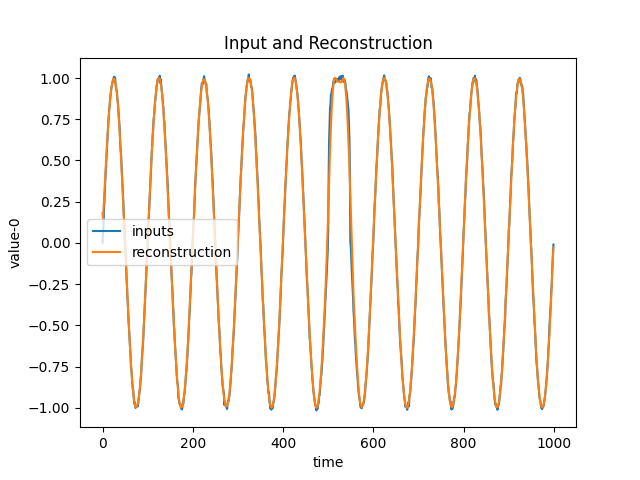 Input and Reconstruction
1.00
0.75
0.50
0.25
0.00
−0.25
−0.50
−0.75
−1.00
value-0
inputs
reconstruction
0 200 400 600 800 1000
time